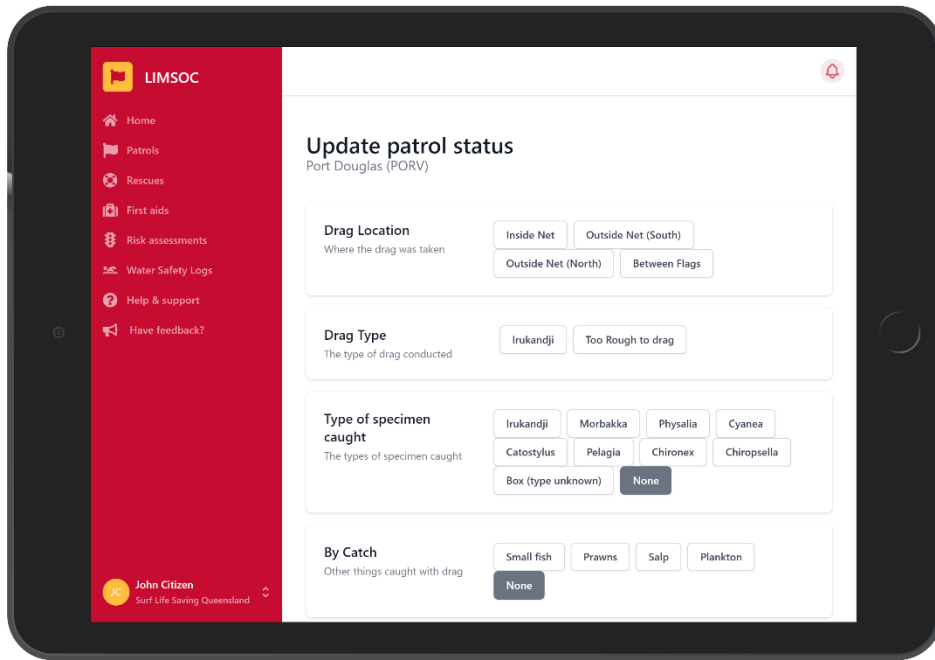 LIMSOC
Home
Patrols
Rescues
First aids
Risk assessments
Water Safety Logs
Help & support
Have feedback?
JC
John Citizen
Surf Life Saving Queensland
Update patrol status
Port Douglas (PORV)
Drag Location
Where the drag was taken
Inside Net Outside Net (South)
Outside Net (North) Between Flags
Drag Type
The type of drag conducted
Irukandji Too Rough to drag
Type of specimen
caught
The types of specimen caught
Irukandji Morbakka Physalia Cyanea
Catostylus Pelagia Chironex Chiropsella
Box (type unknown) None
By Catch
Other things caught with drag
Small fish Prawns Salp Plankton
None